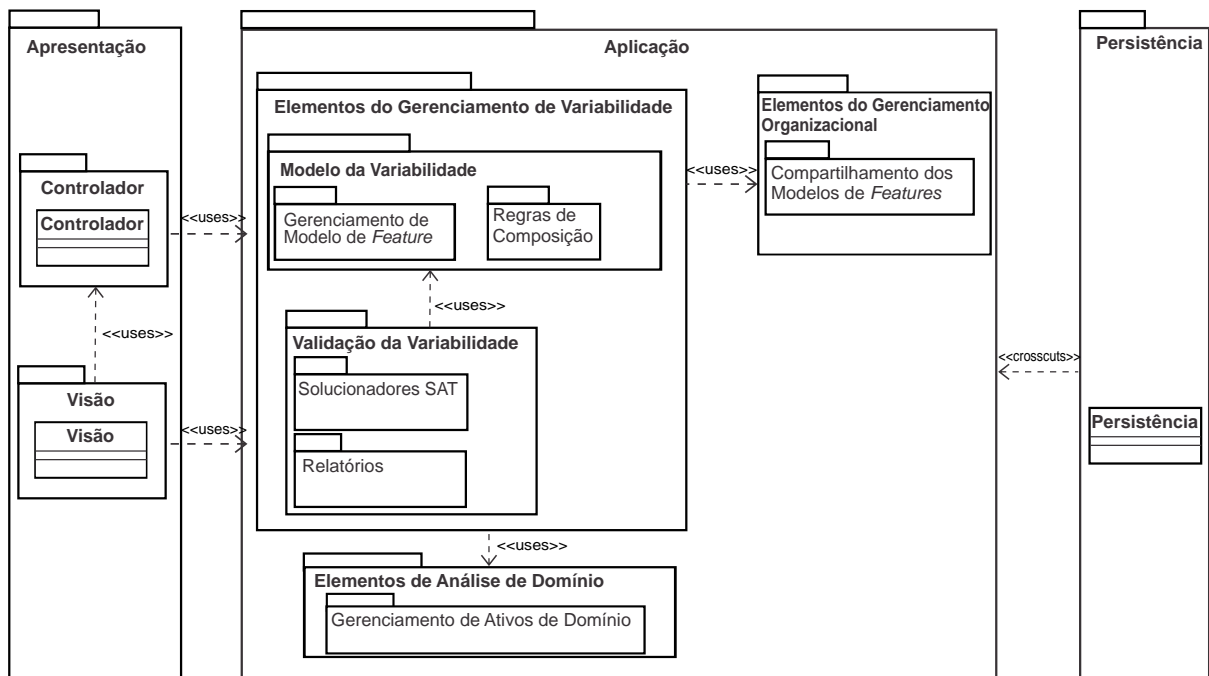 Apresentação
Aplicação
Persistência
Elementos do Gerenciamento de Variabilidade
Elementos do Gerenciamento
Organizacional
Modelo da Variabilidade
<<uses>>
Compartilhamento dos
Modelos de Features
Controlador
Controlador
<<uses>>
Gerenciamento de
Modelo de Feature
Regras de
Composição
<<uses>>
<<uses>>
Validação da Variabilidade
<<crosscuts>>
Solucionadores SAT
Visão
Visão
<<uses>>
Relatórios
Persistência
<<uses>>
Elementos de Análise de Domínio
Gerenciamento de Ativos de Domínio